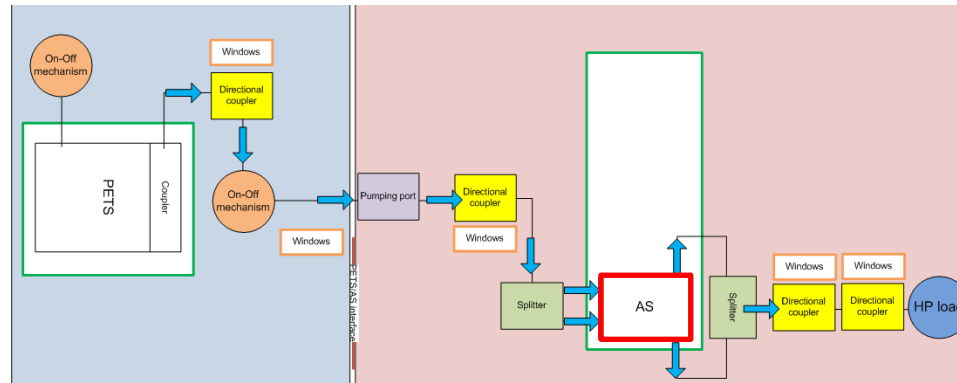 On-Off
mechanism
Windows
Directional
coupler
PETS
Coupler
On-Off
mechanism
Windows
PETS/AS interface
Pumping port
Directional
coupler
Windows
Splitter
AS
Splitter
Windows
Windows
Directional
coupler
Directional
coupler
HP load